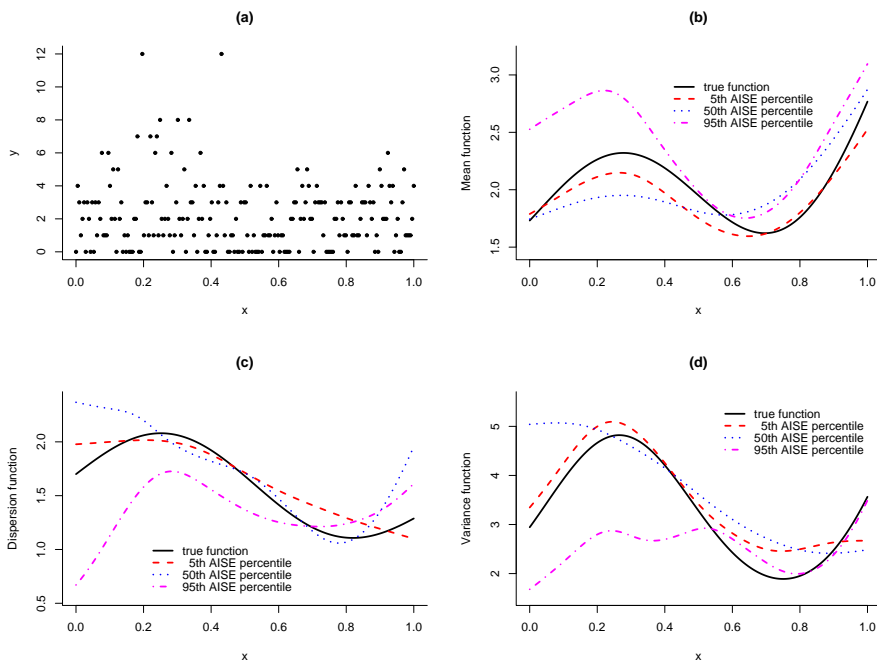 (a)
12
10
8
6
4
2
0
y
0.0 0.2 0.4 0.6 0.8 1.0
x
(b)
3.0
2.5
2.0
1.5
Mean function
true function
5th AISE percentile
50th AISE percentile
95th AISE percentile
0.0 0.2 0.4 0.6 0.8 1.0
x
(c)
2.0
1.5
1.0
0.5
Dispersion function
true function
5th AISE percentile
50th AISE percentile
95th AISE percentile
0.0 0.2 0.4 0.6 0.8 1.0
x
(d)
5
4
3
2
Variance function
true function
5th AISE percentile
50th AISE percentile
95th AISE percentile
0.0 0.2 0.4 0.6 0.8 1.0
x